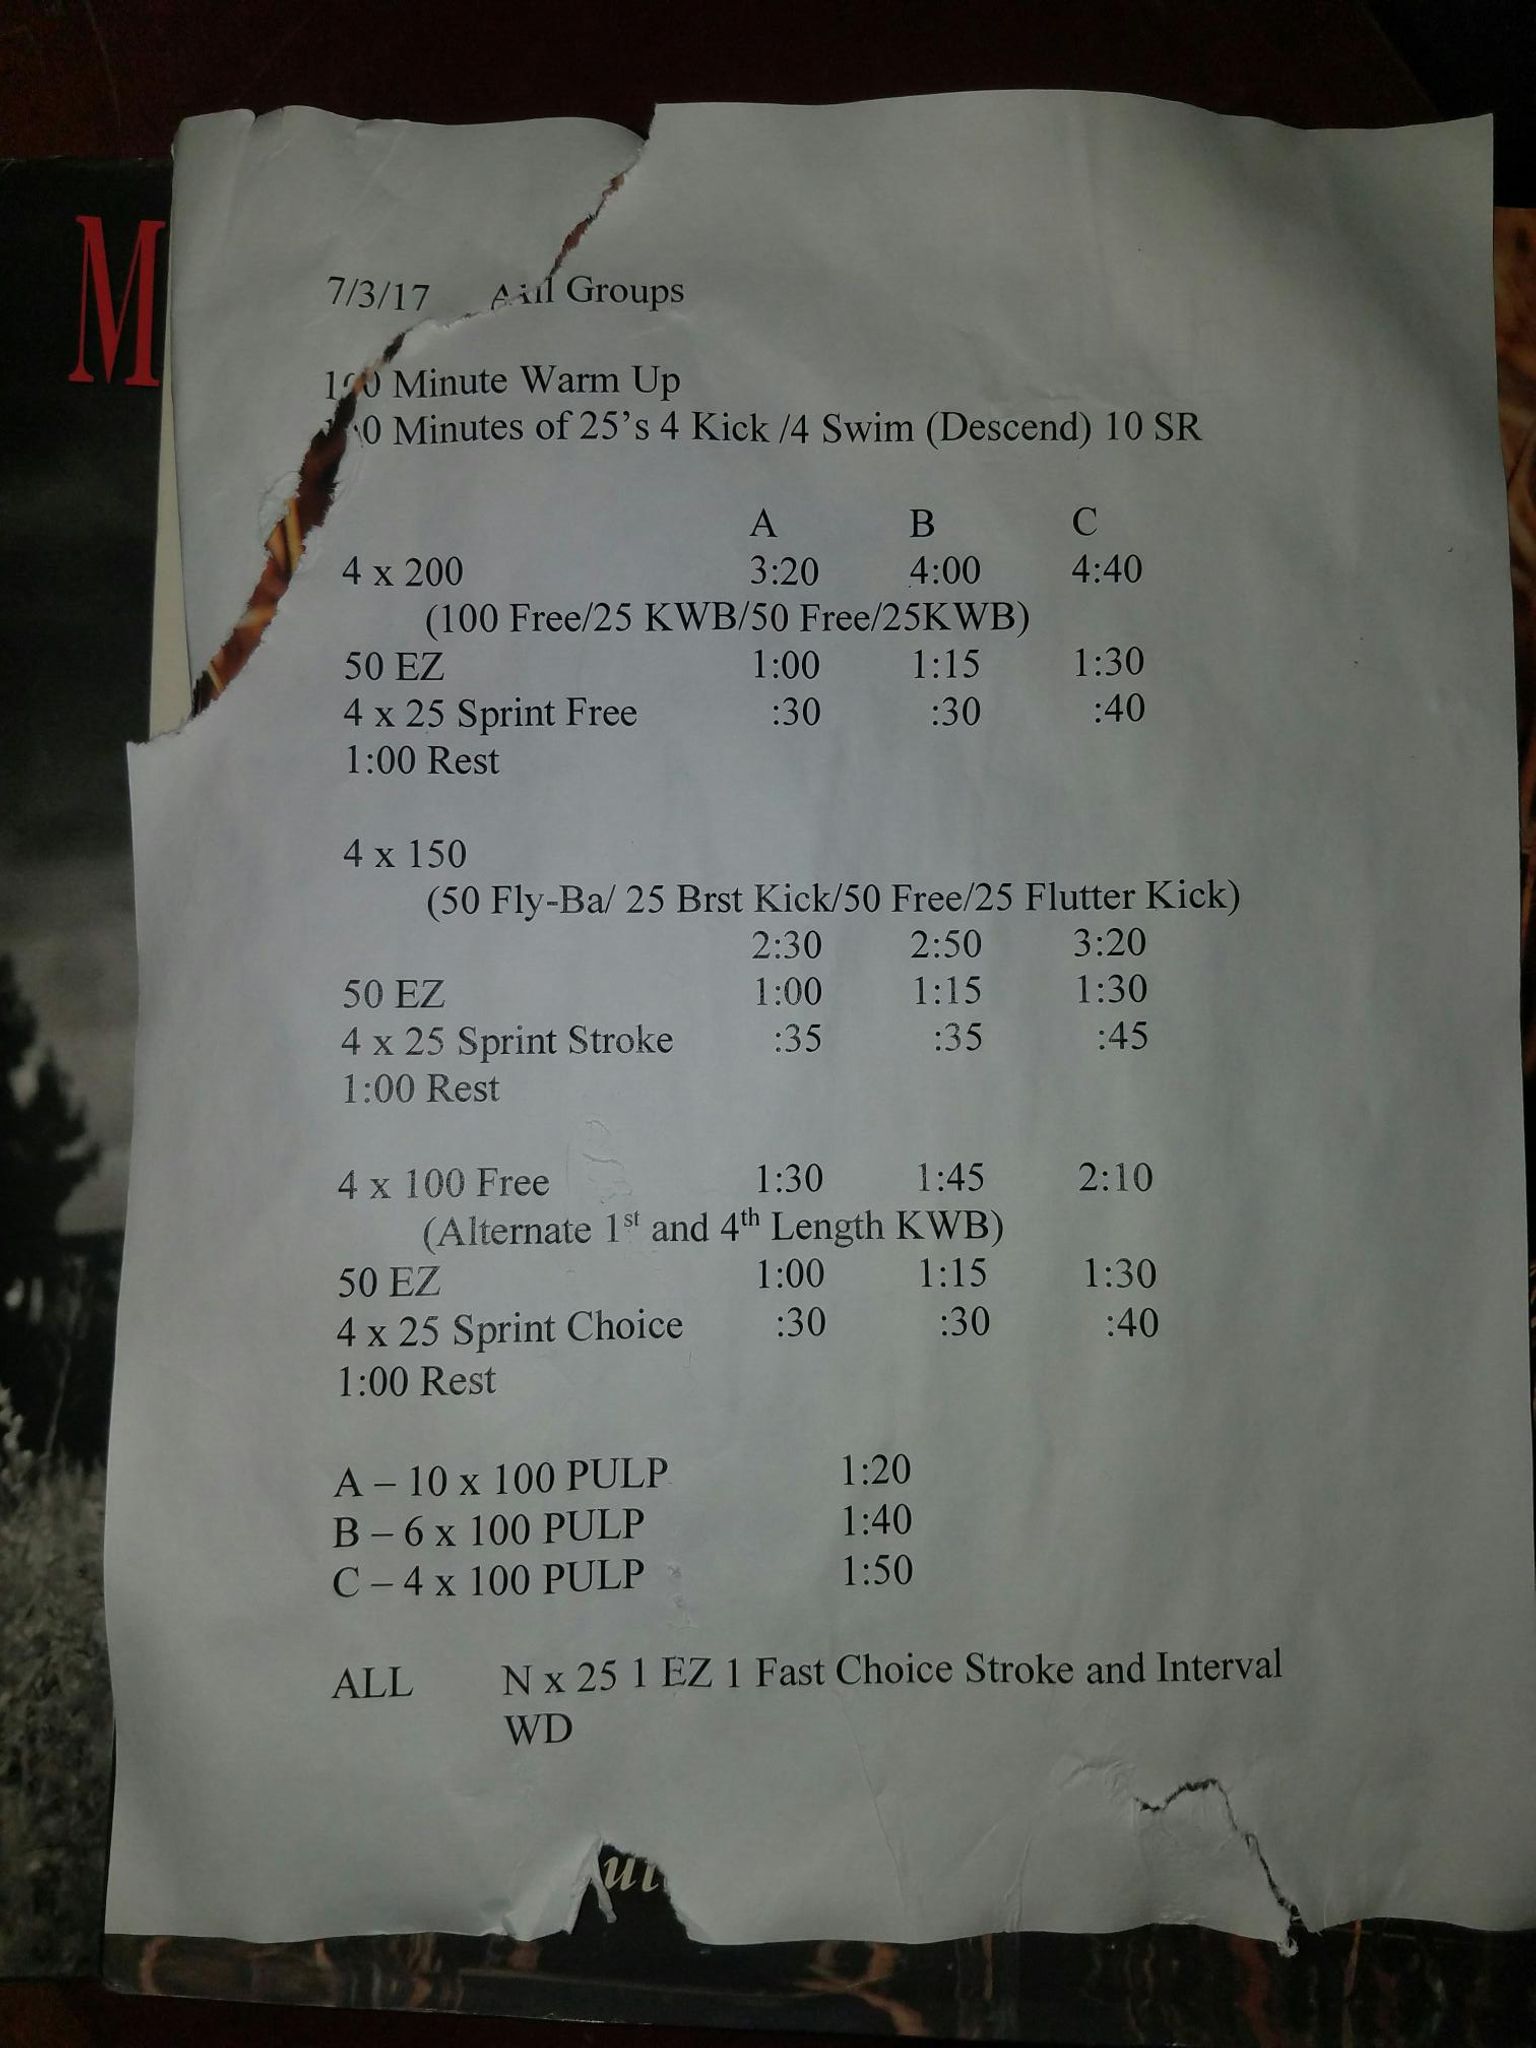 M
7/3/17 All Groups
10 Minute Warm Up
10 Minutes of 25's 4 Kick /4 Swim (Descend) 10 SR
A B C
4 x 200 3:20 4:00 4:40
(100 Free/25 KWB/50 Free/25KWB)
50 EZ 1:00 1:15 1:30
4 x 25 Sprint Free :30 :30 :40
1:00 Rest
4 x 150
(50 Fly-Ba/ 25 Brst Kick/50 Free/25 Flutter Kick)
2:30 2:50 3:20
50 EZ 1:00 1:15 1:30
4 x 25 Sprint Stroke :35 :35 :45
1:00 Rest
4 x 100 Free 1:30 1:45 2:10
(Alternate 1st and 4th Length KWB)
50 EZ 1:00 1:15 1:30
4 x 25 Sprint Choice :30 :30 :40
1:00 Rest
A – 10 x 100 PULP 1:20
B – 6 x 100 PULP 1:40
C – 4 x 100 PULP 1:50
ALL N x 25 1 EZ 1 Fast Choice Stroke and Interval
WD